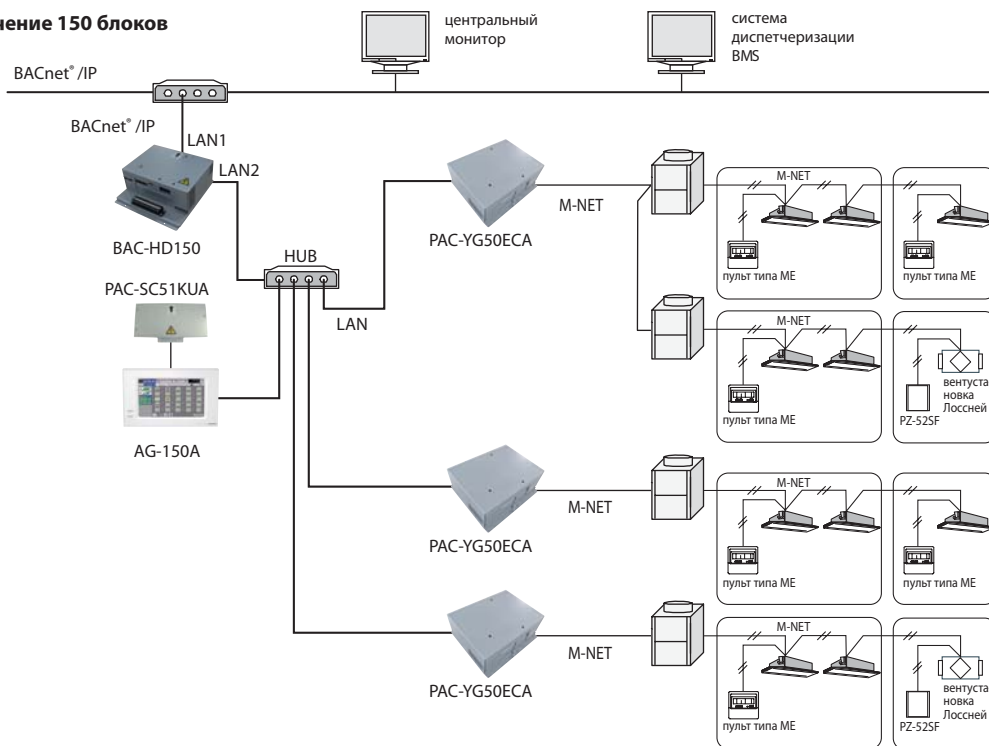 чение 150 блоков
центральный
монитор
система
диспетчеризации
BMS
BACnet® /IP
BACnet® /IP
LAN1
LAN2
BAC-HD150
HUB
PAC-SC51KUA
LAN
AG-150A
PAC-YG50ECA
M-NET
M-NET
пульт типа ME
пульт типа ME
M-NET
пульт типа ME
вентуста
новка
Лоссней
PZ-52SF
PAC-YG50ECA
M-NET
M-NET
пульт типа ME
пульт типа ME
PAC-YG50ECA
M-NET
M-NET
пульт типа ME
вентуста
новка
Лоссней
PZ-52SF